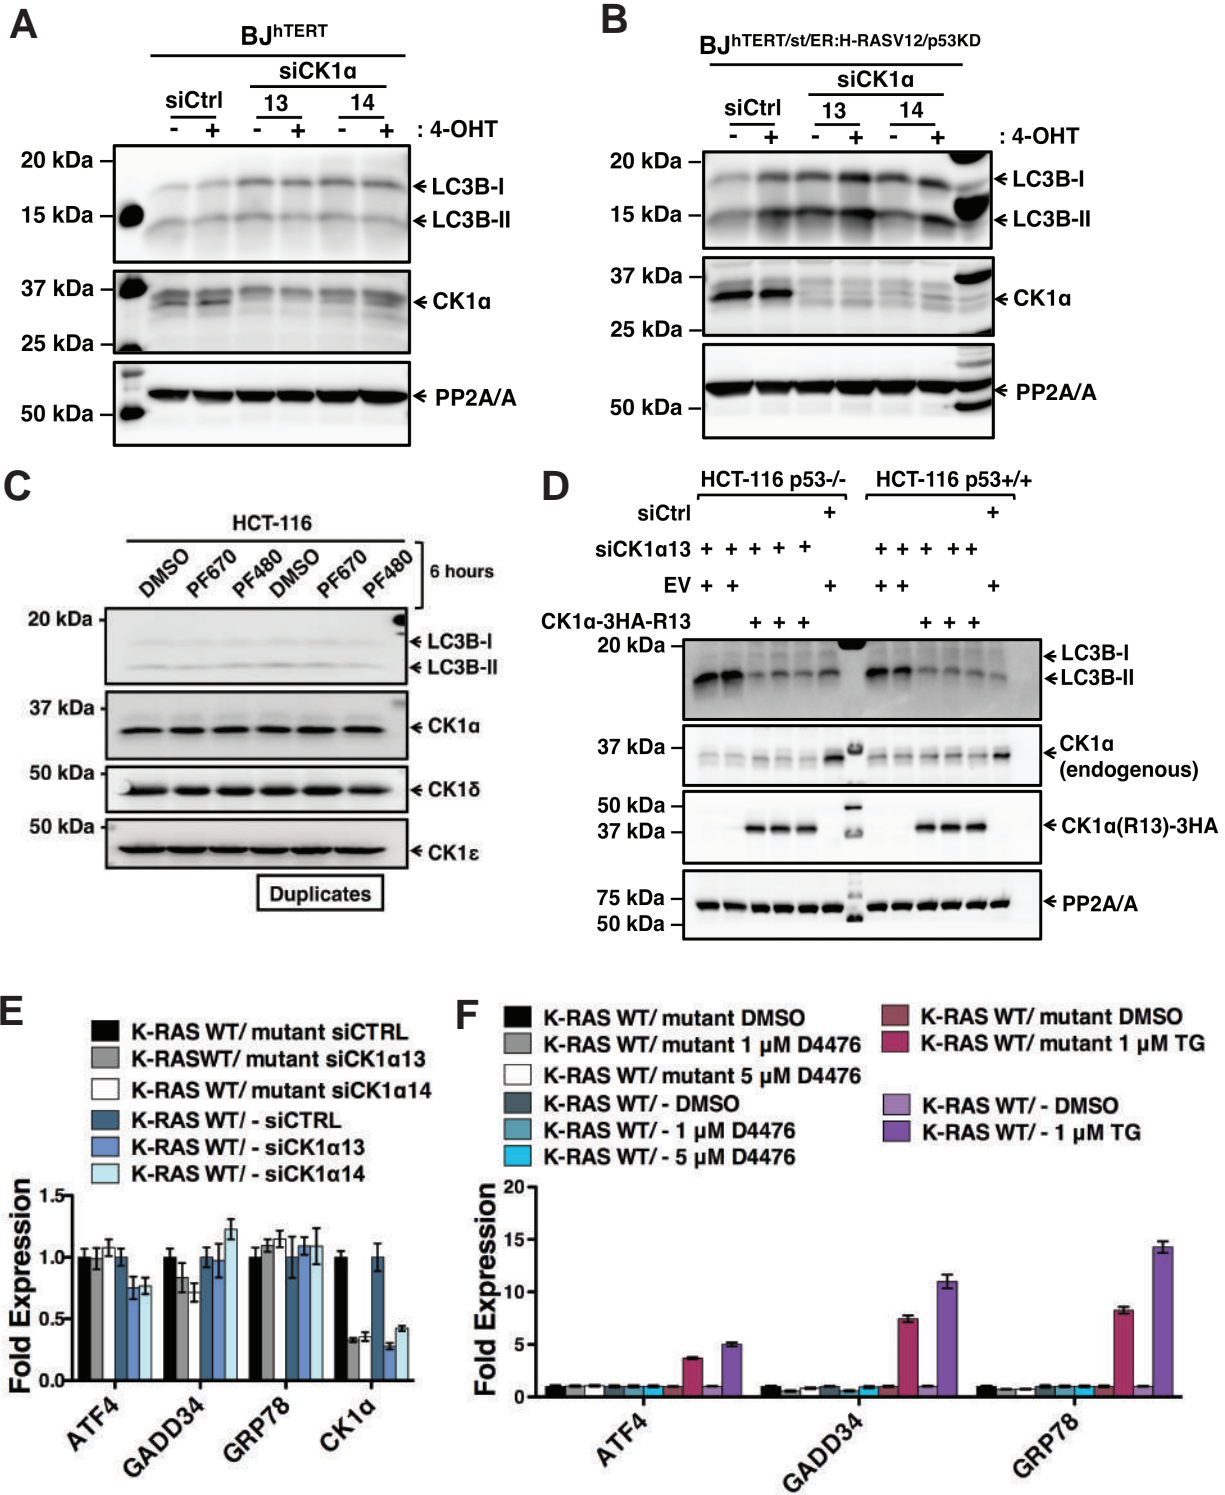 A
BJhTERT
siCK1α
siCtrl 13 14
- + - + - + : 4-OHT
20 kDa
LC3B-I
15 kDa
LC3B-II
37 kDa
CK1α
25 kDa
PP2A/A
50 kDa
B
BJhTERT/st/ER:H-RASV12/p53KD
siCK1α
siCtrl 13 14
- + - + - + : 4-OHT
20 kDa
LC3B-I
15 kDa
LC3B-II
37 kDa
CK1α
25 kDa
PP2A/A
50 kDa
C
HCT-116
DMSO PF670 PF480 DMSO PF670 PF480
6 hours
20 kDa
LC3B-I
LC3B-II
37 kDa
CK1α
50 kDa
CK1δ
50 kDa
CK1ε
Duplicates
D
HCT-116 p53-/- HCT-116 p53+/+
siCtrl + +
siCK1α13 + + + + + + + + + +
EV + + + + + +
CK1α-3HA-R13 + + + + + +
20 kDa
LC3B-I
LC3B-II
37 kDa
CK1α
(endogenous)
50 kDa
37 kDa
CK1α(R13)-3HA
75 kDa
PP2A/A
50 kDa
E
K-RAS WT/ mutant siCTRL
K-RASWT/ mutant siCK1α13
K-RAS WT/ mutant siCK1α14
K-RAS WT/ - siCTRL
K-RAS WT/ - siCK1α13
K-RAS WT/ - siCK1α14
Fold Expression
1.5
1.0
0.5
0.0
ATF4 GADD34 GRP78 CK1α
F
K-RAS WT/ mutant DMSO
K-RAS WT/ mutant 1 µM D4476
K-RAS WT/ mutant 5 µM D4476
K-RAS WT/ - DMSO
K-RAS WT/ - 1 µM D4476
K-RAS WT/ - 5 µM D4476
K-RAS WT/ mutant DMSO
K-RAS WT/ mutant 1 µM TG
K-RAS WT/ - DMSO
K-RAS WT/ - 1 µM TG
Fold Expression
20
15
10
5
0
ATF4 GADD34 GRP78